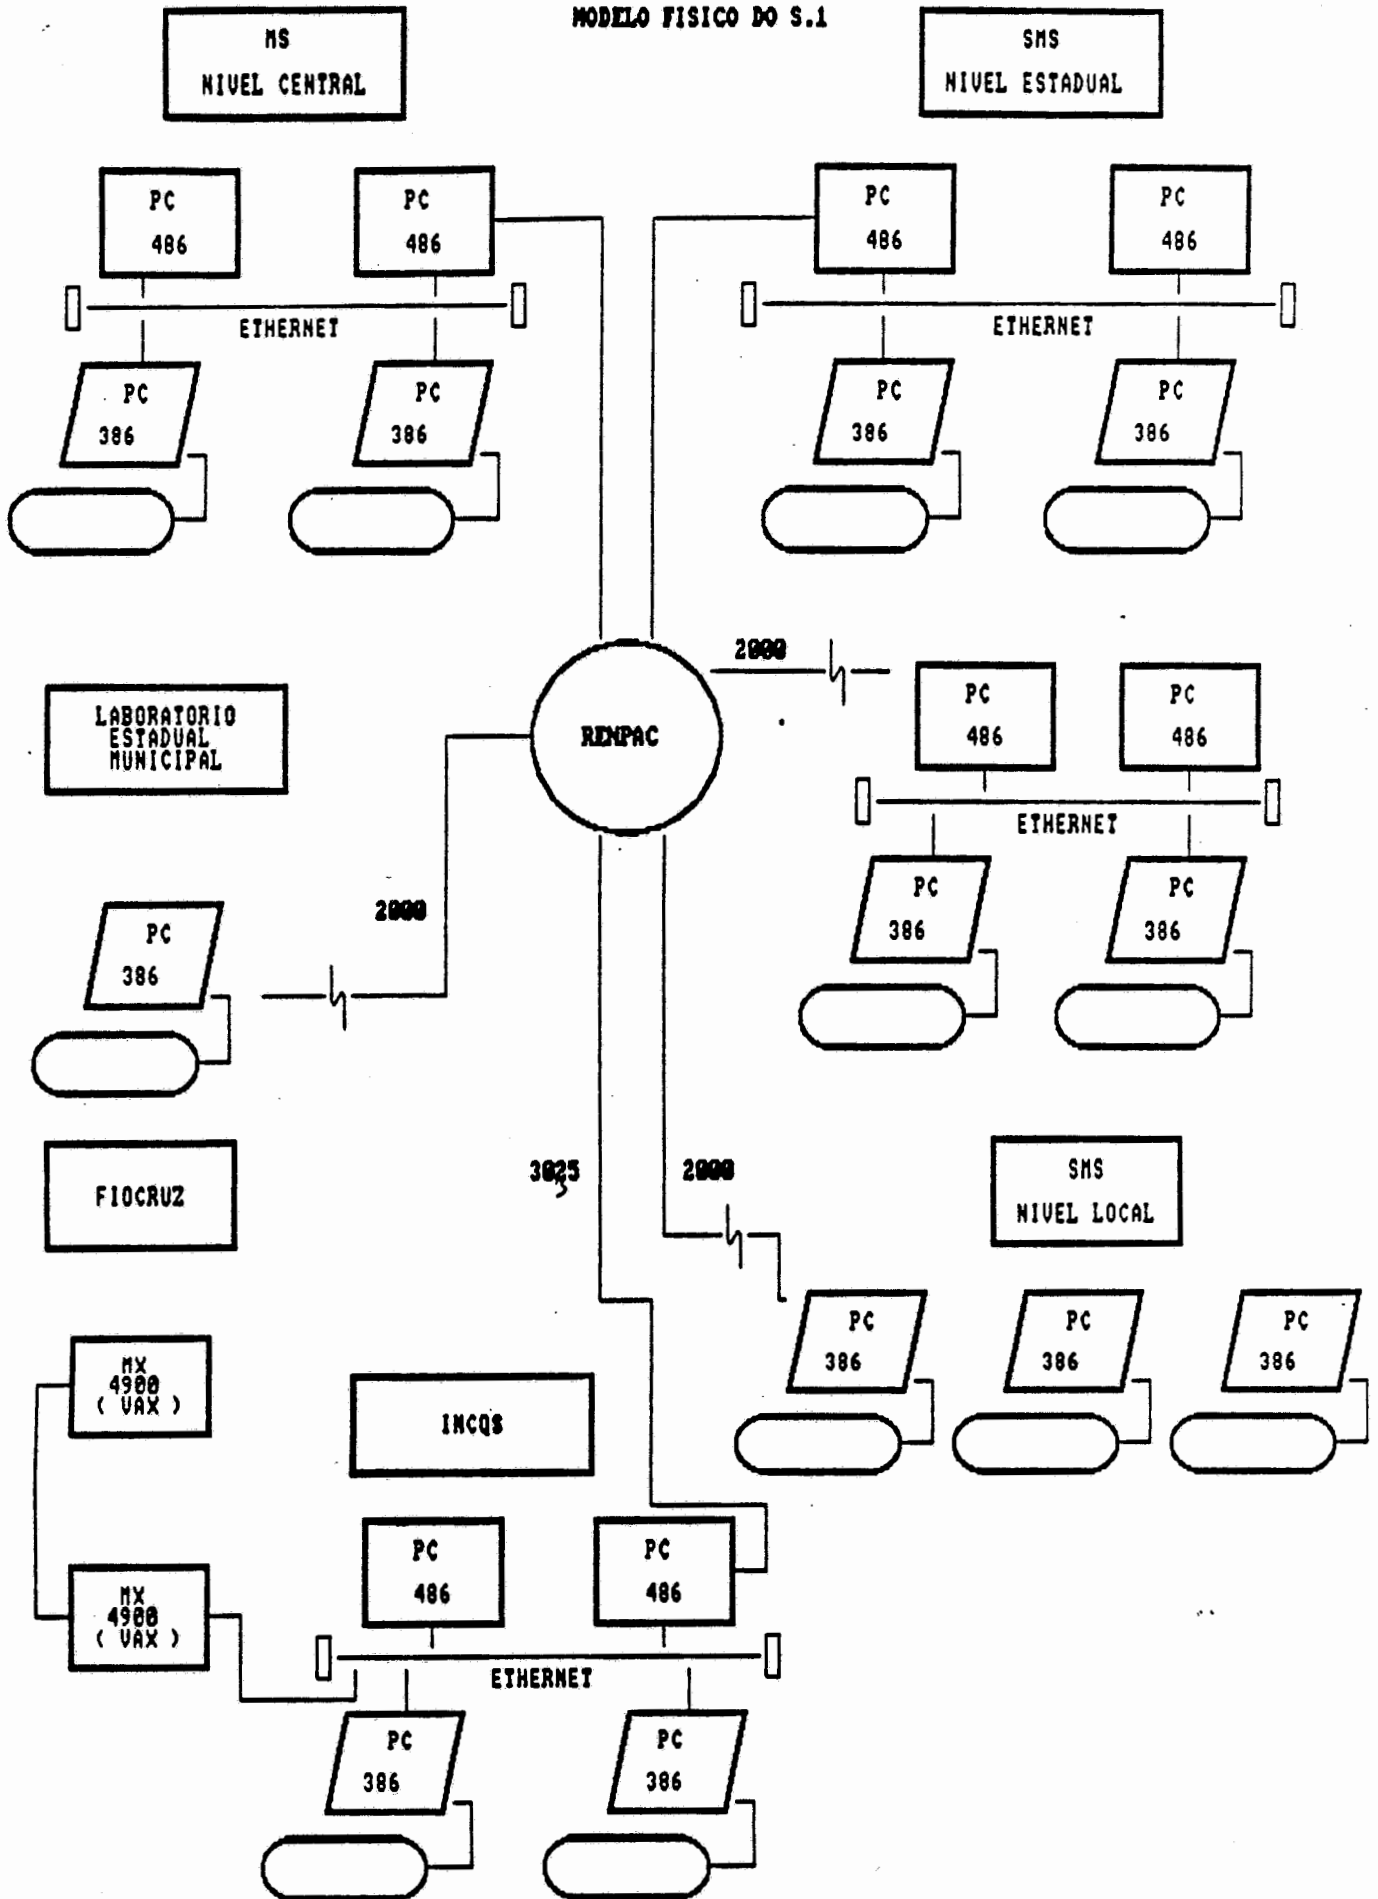 MODELO FISICO DO S.1
MS
NIVEL CENTRAL
SMS
NIVEL ESTADUAL
PC
486
PC
486
PC
486
PC
486
ETHERNET
ETHERNET
PC
386
PC
386
PC
386
PC
386
2000
LABORATORIO
ESTADUAL
MUNICIPAL
RENPAC
PC
486
PC
486
ETHERNET
PC
386
PC
386
2000
PC
386
FIOCRUZ
3025
2000
SMS
NIVEL LOCAL
PC
386
PC
386
PC
386
MX
4900
( VAX )
INCQS
PC
486
PC
486
MX
4900
( VAX )
ETHERNET
PC
386
PC
386